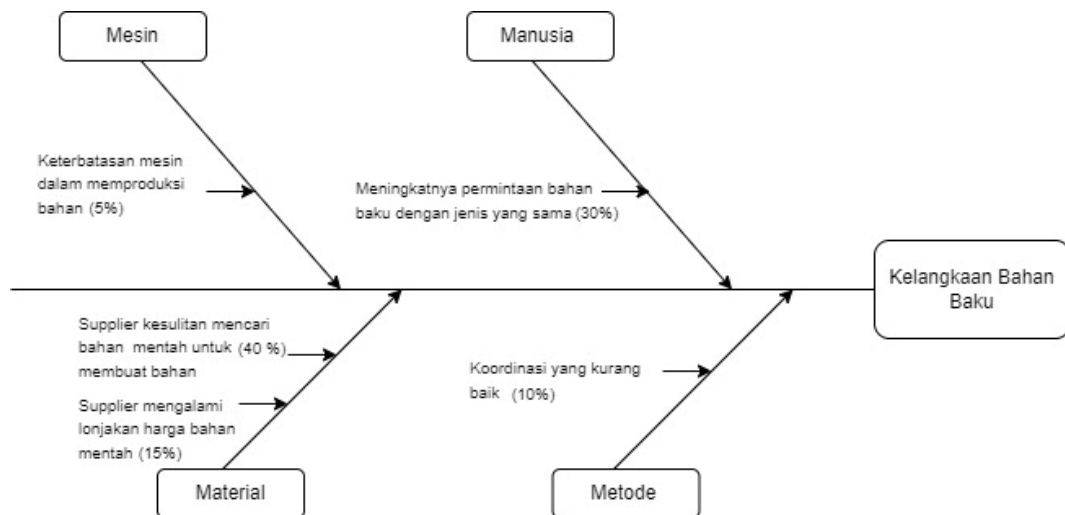 Mesin
Manusia
Keterbatasan mesin
dalam memproduksi
bahan (5%)
Meningkatnya permintaan bahan
baku dengan jenis yang sama (30%)
Kelangkaan Bahan
Baku
Supplier kesulitan mencari
bahan mentah untuk (40 %)
membuat bahan
Supplier mengalami
lonjakan harga bahan
mentah (15%)
Koordinasi yang kurang
baik (10%)
Material
Metode